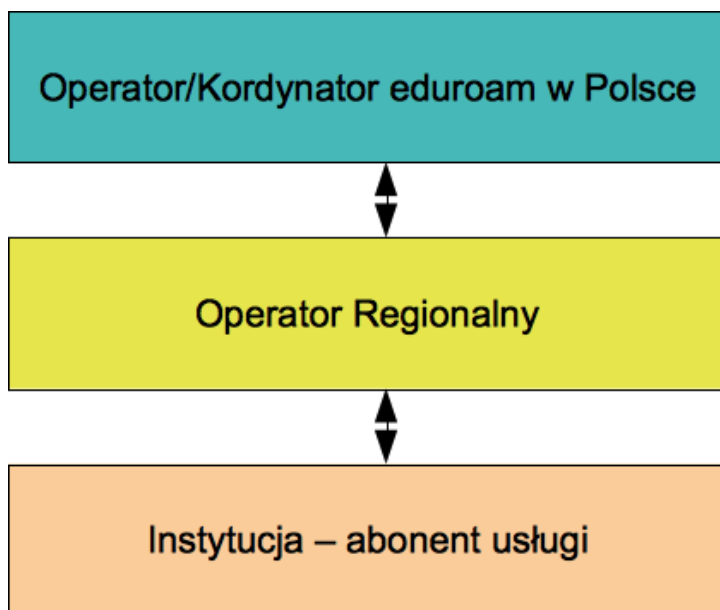 Operator/Kordynator eduroam w Polsce
Operator Regionalny
Instytucja – abonent usługi